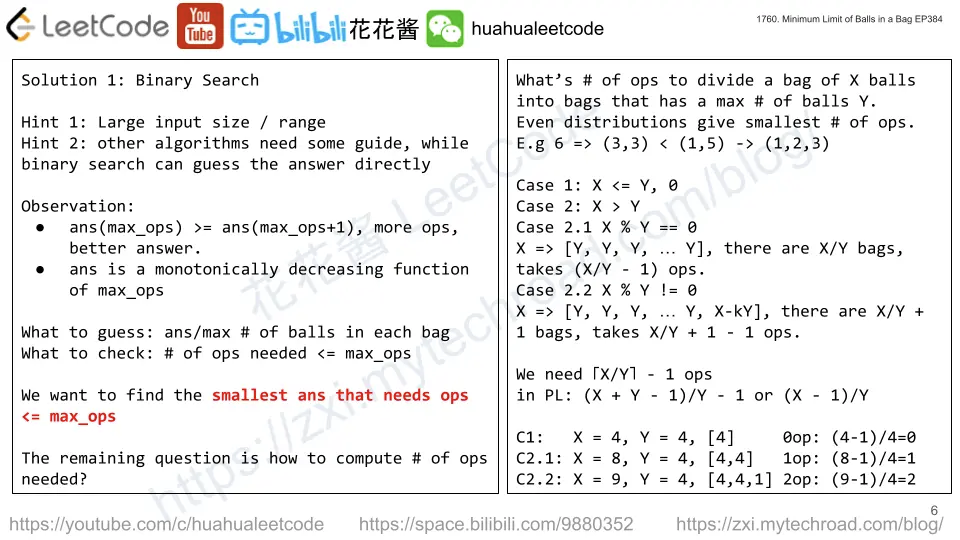 LeetCode
You
Tube
bilibili 花花酱
huahualeetcode
1760. Minimum Limit of Balls in a Bag EP384
Solution 1: Binary Search
Hint 1: Large input size / range
Hint 2: other algorithms need some guide, while
binary search can guess the answer directly
Observation:
● ans(max_ops) >= ans(max_ops+1), more ops,
better answer.
● ans is a monotonically decreasing function
of max_ops
What to guess: ans/max # of balls in each bag
What to check: # of ops needed <= max_ops
We want to find the smallest ans that needs ops
<= max_ops
The remaining question is how to compute # of ops
needed?
What’s # of ops to divide a bag of X balls
into bags that has a max # of balls Y.
Even distributions give smallest # of ops.
E.g 6 => (3,3) < (1,5) -> (1,2,3)
Case 1: X <= Y, 0
Case 2: X > Y
Case 2.1 X % Y == 0
X => [Y, Y, Y, … Y], there are X/Y bags,
takes (X/Y - 1) ops.
Case 2.2 X % Y != 0
X => [Y, Y, Y, … Y, X-kY], there are X/Y +
1 bags, takes X/Y + 1 - 1 ops.
We need ⌈X/Y⌉ - 1 ops
in PL: (X + Y - 1)/Y - 1 or (X - 1)/Y
C1: X = 4, Y = 4, [4] 0op: (4-1)/4=0
C2.1: X = 8, Y = 4, [4,4] 1op: (8-1)/4=1
C2.2: X = 9, Y = 4, [4,4,1] 2op: (9-1)/4=2
花花酱 LeetCode
https://zxi.mytechroad.com/blog/
6
https://youtube.com/c/huahualeetcode
https://space.bilibili.com/9880352
https://zxi.mytechroad.com/blog/